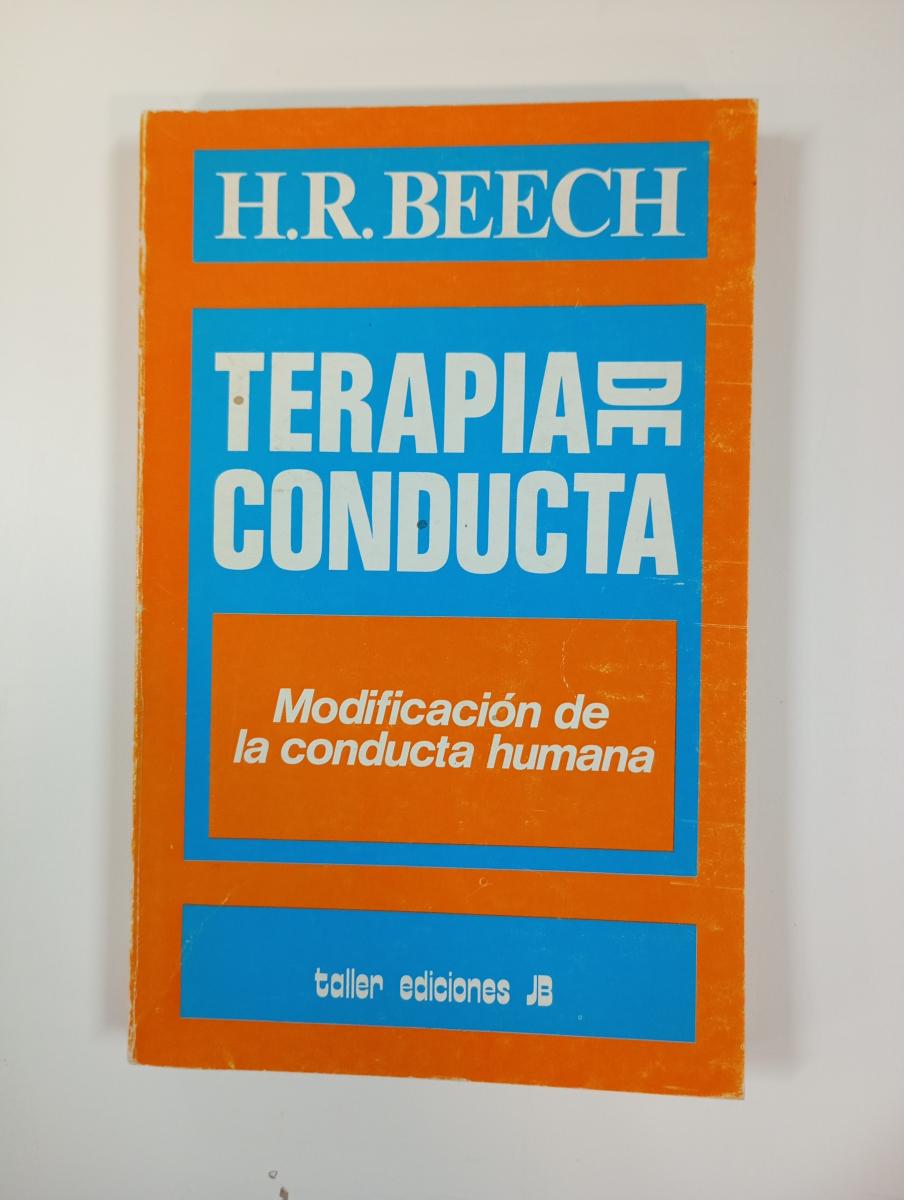 H.R. BEECH
TERAPIA DE
CONDUCTA
Modificación de
la conducta humana
taller ediciones JB